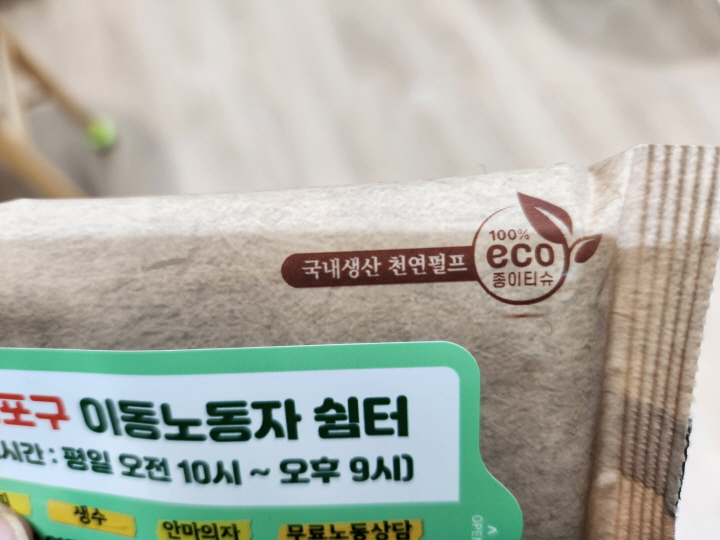 100%
eco
국내생산 천연펄프 종이티슈
포구 이동노동자 쉼터
시간 : 평일 오전 10시 ~ 오후 9시)
생수 안마의자 무료노동상담
OPEN